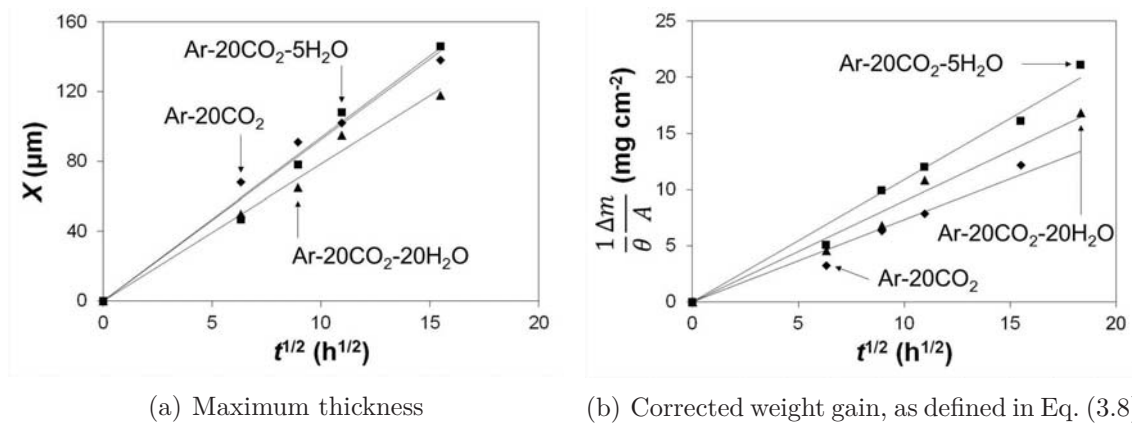 160
120
80
40
0
X (μm)
Ar-20CO₂-5H₂O
Ar-20CO₂
Ar-20CO₂-20H₂O
0 5 10 15 20
t¹/² (h¹/²)
(a) Maximum thickness
25
20
15
10
5
0
1/θ Δm/A (mg cm⁻²)
Ar-20CO₂-5H₂O
Ar-20CO₂-20H₂O
Ar-20CO₂
0 5 10 15 20
t¹/² (h¹/²)
(b) Corrected weight gain, as defined in Eq. (3.8)